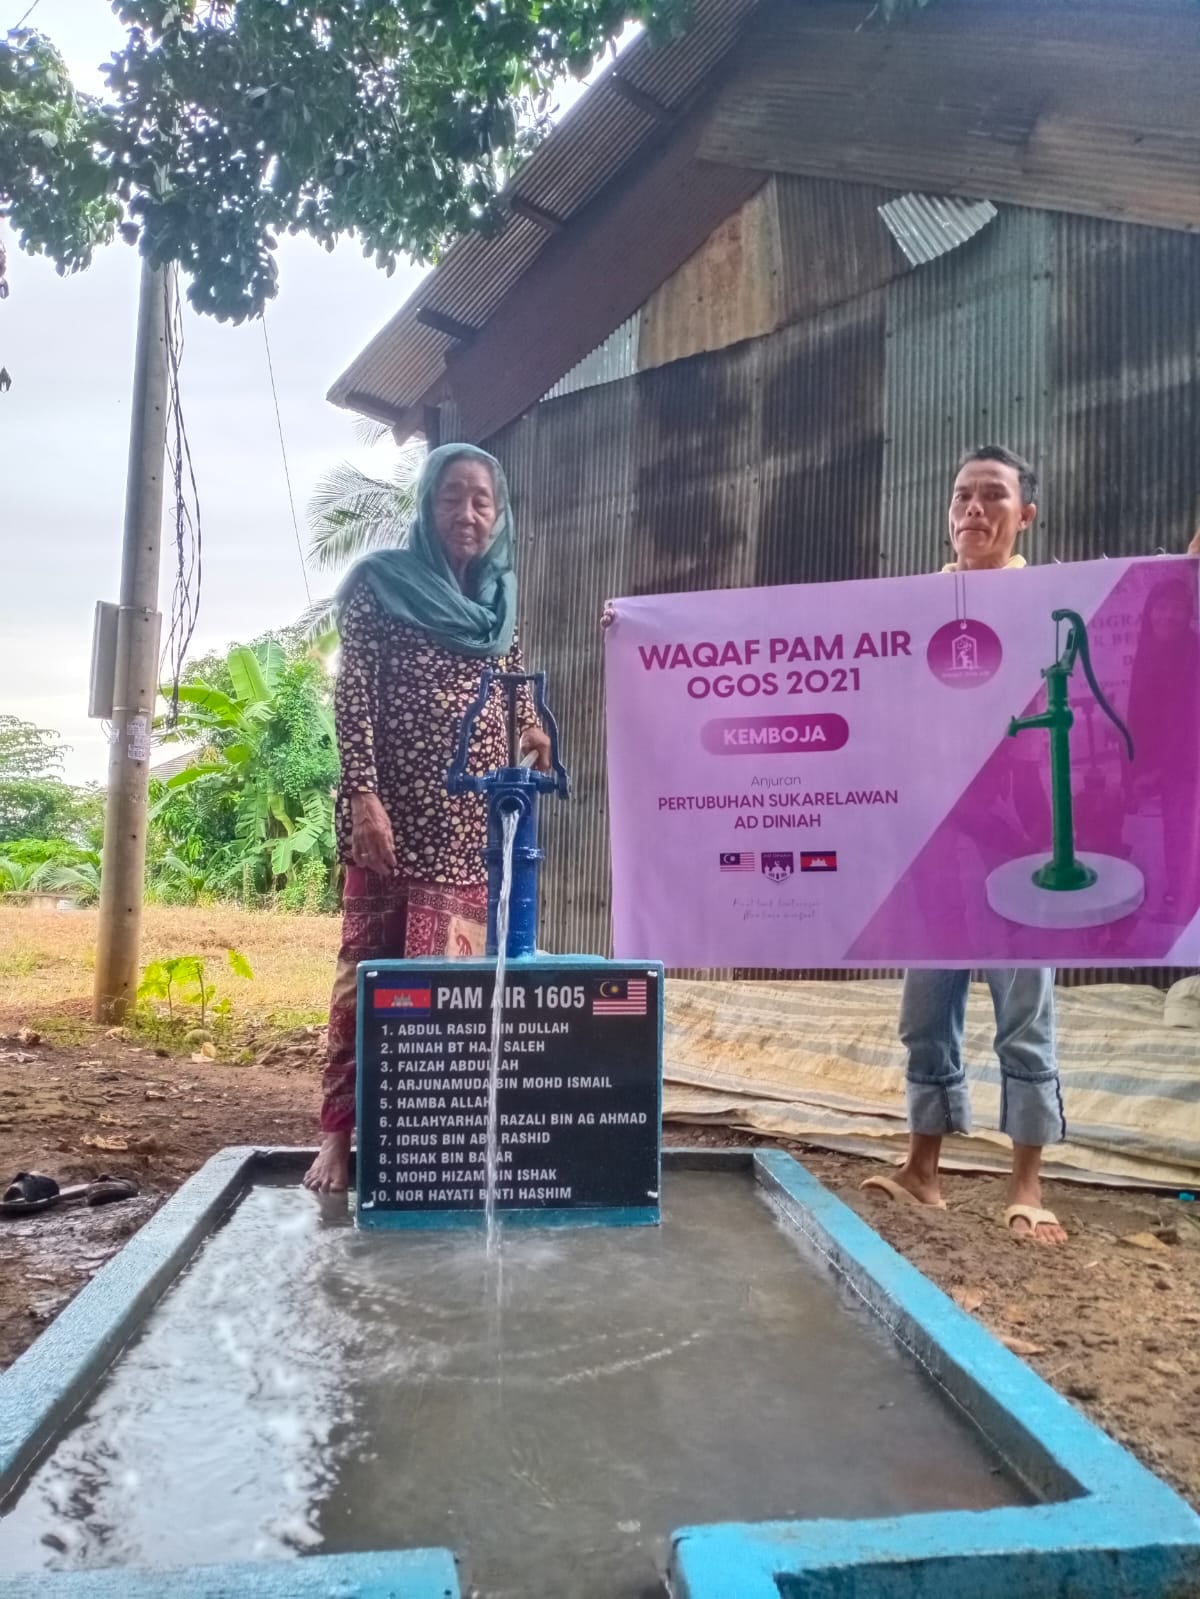 WAQAF PAM AIR
OGOS 2021
KEMBOJA
Anjuran
PERTUBUHAN SUKARELAWAN
AD DINIAH
PAM AIR 1605
1. ABDUL RASID BIN DULLAH
2. MINAH BT HAJI SALEH
3. FAIZAH ABDULLAH
4. ARJUNAMUDA BIN MOHD ISMAIL
5. HAMBA ALLAH
6. ALLAHYARHAM RAZALI BIN AG AHMAD
7. IDRUS BIN ABD RASHID
8. ISHAK BIN BAKAR
9. MOHD HIZAM BIN ISHAK
10. NOR HAYATI BINTI HASHIM